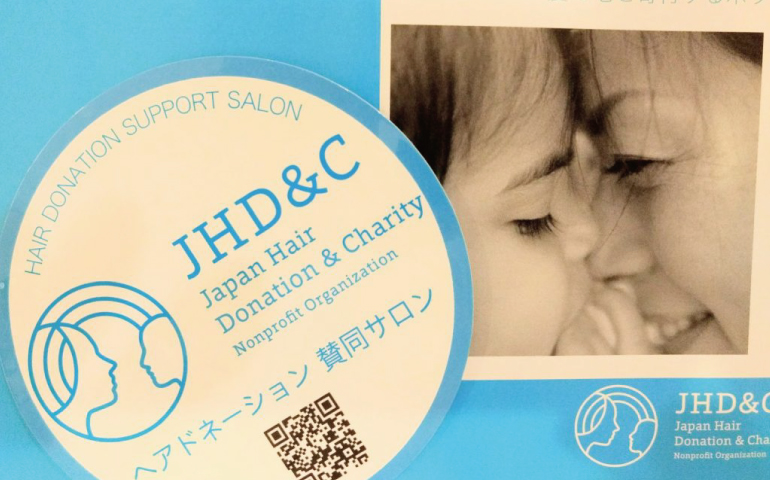 HAIR DONATION SUPPORT SALON
JHD&C
Japan Hair
Donation & Charity
Nonprofit Organization
ヘアドネーション 賛同サロン
JHD&C
Japan Hair
Donation & Cha
Nonprofit Organization